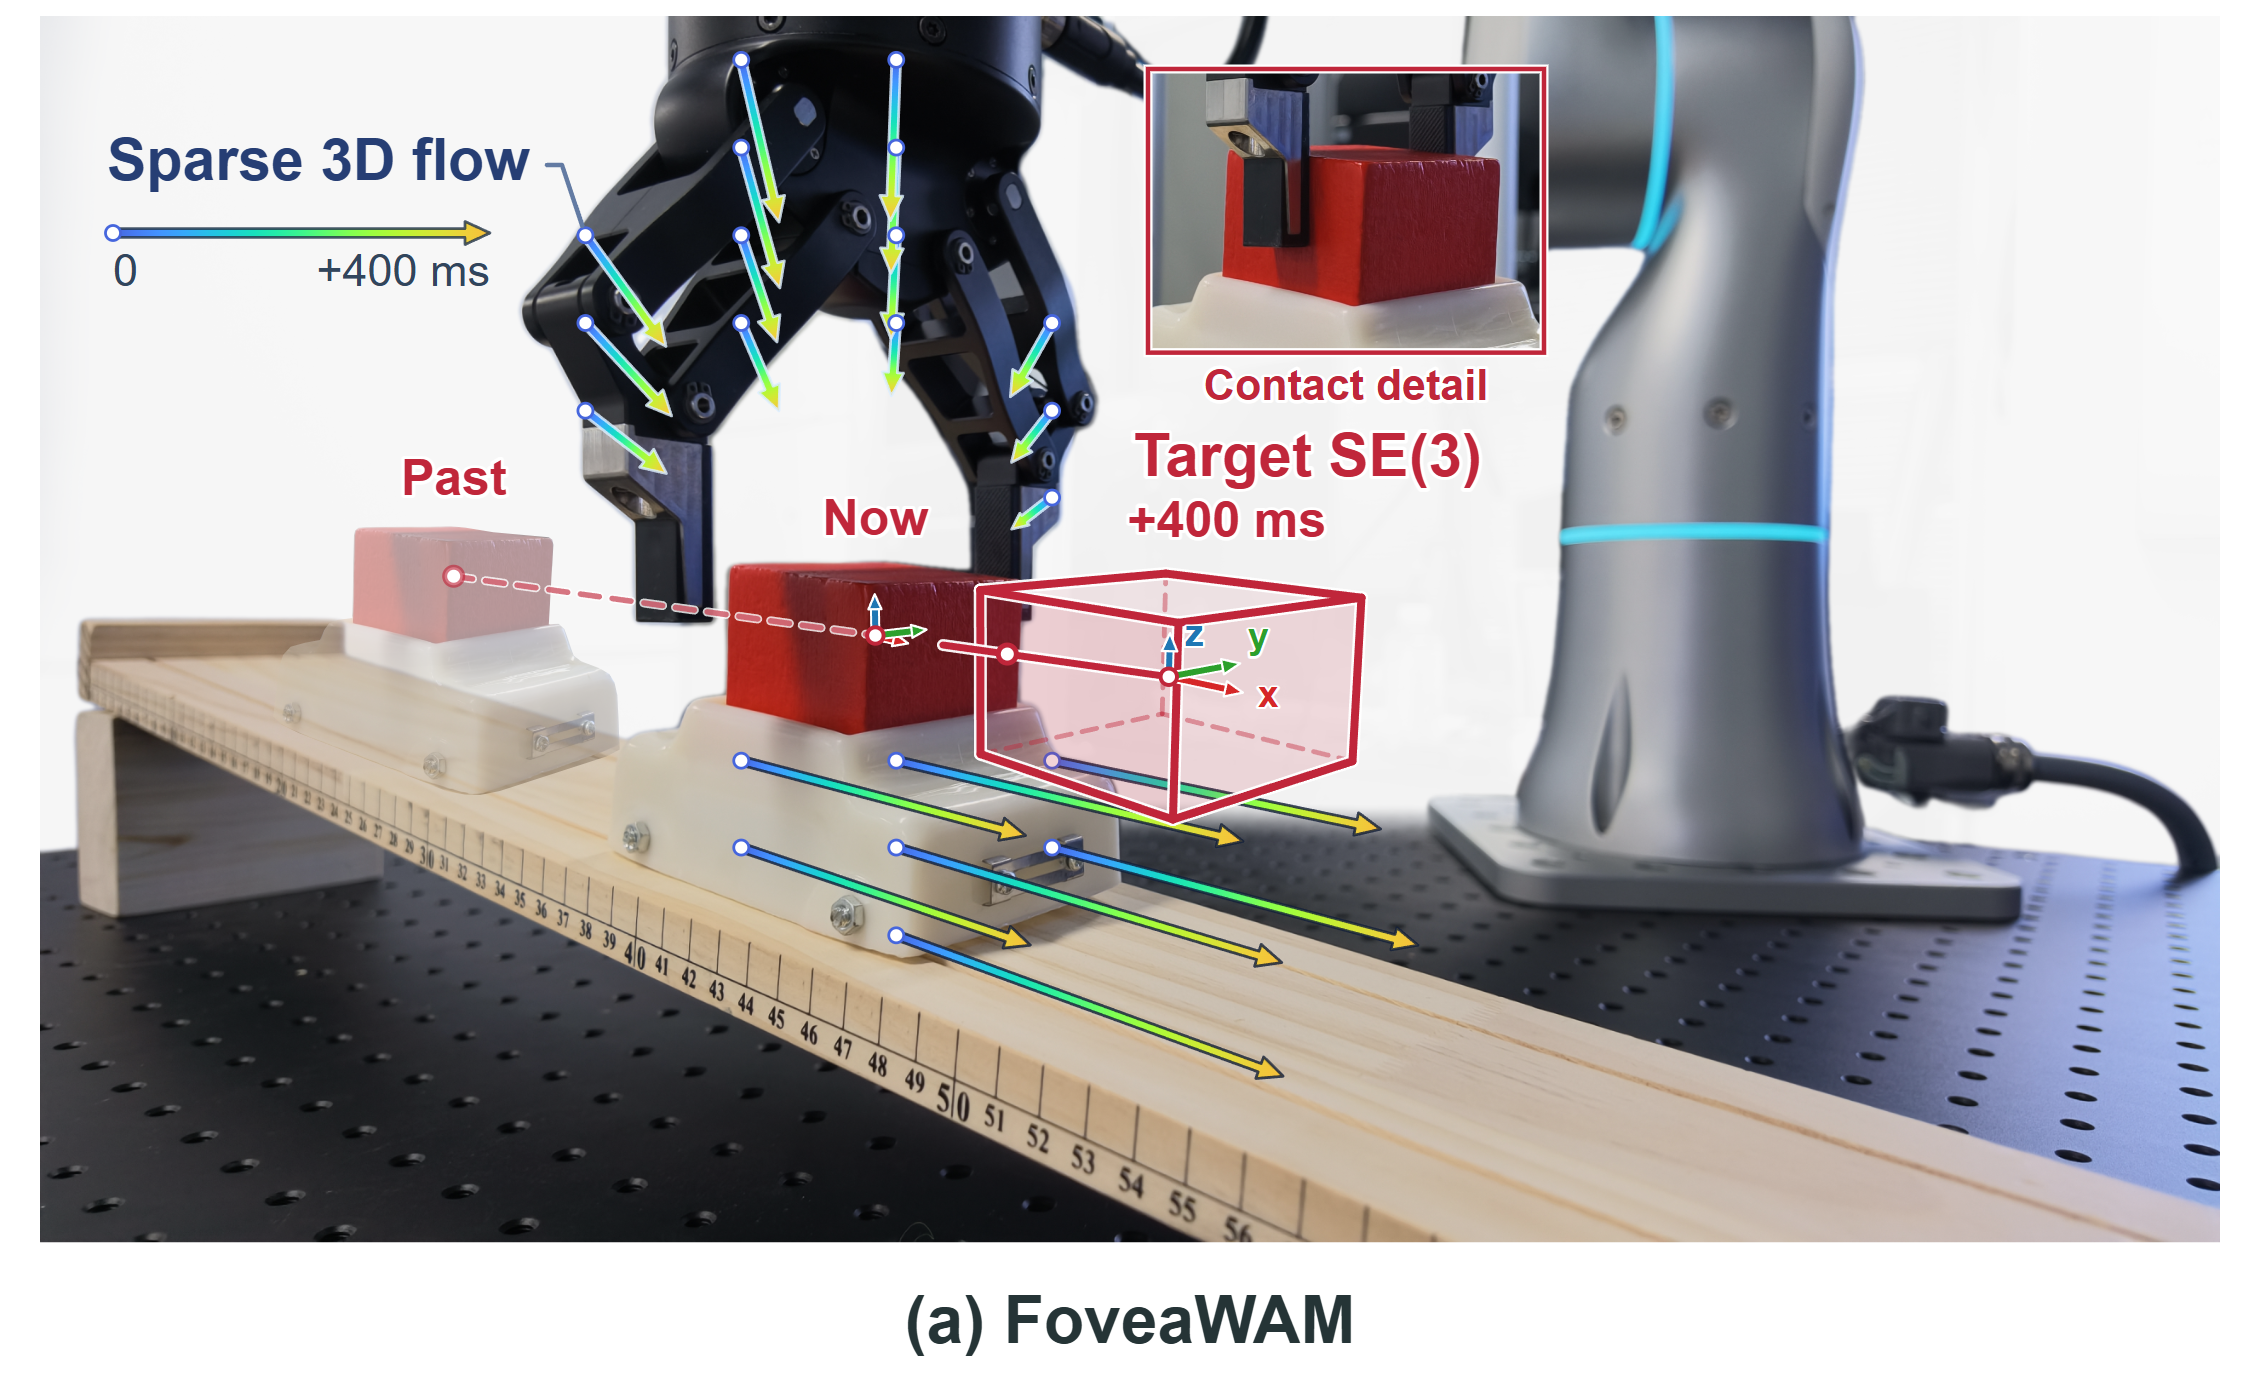 Sparse 3D flow
0
+400 ms
Contact detail
Target SE(3)
+400 ms
Past
Now
z
y
x
30 31 32 33 34 35 36 37 38 39 40 41 42 43 44 45 46 47 48 49 50 51 52 53 54 55 56
(a) FoveaWAM